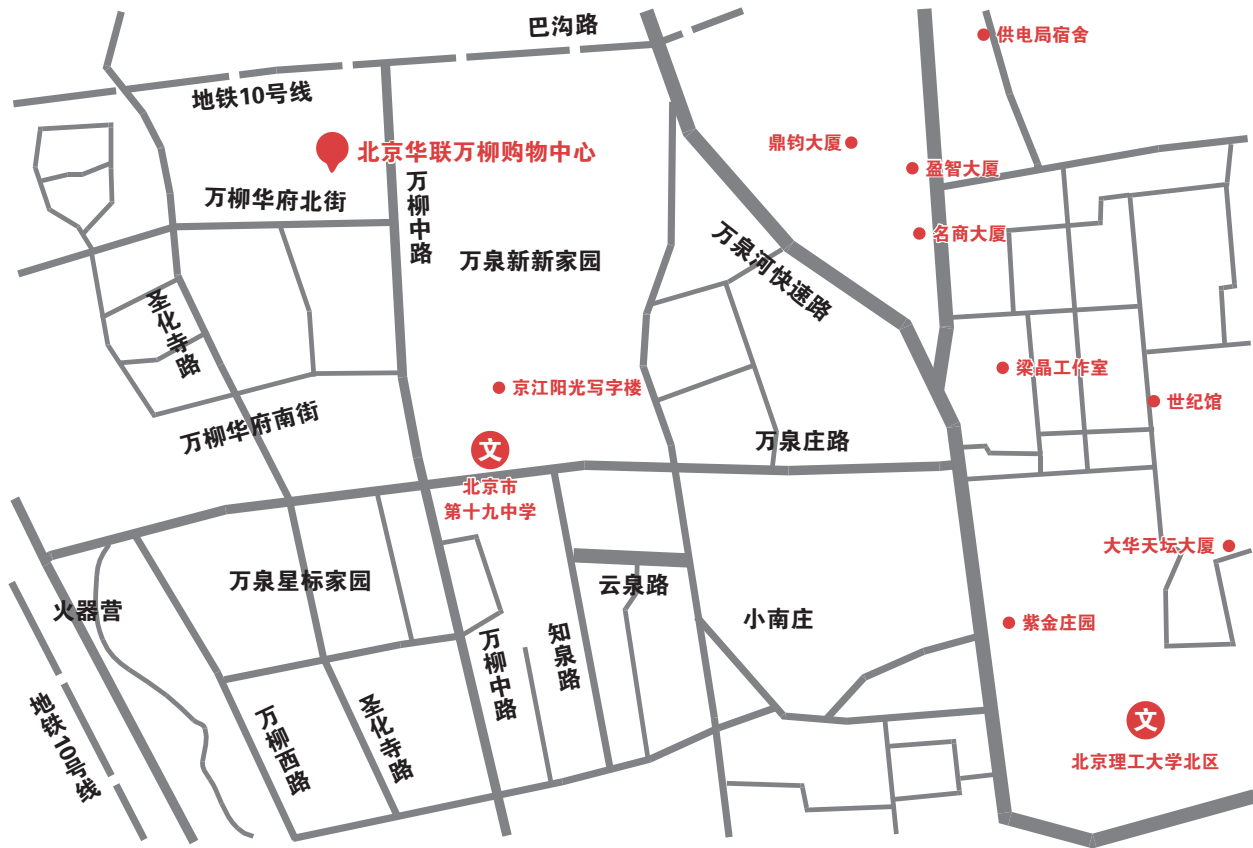 巴沟路
供电局宿舍
地铁10号线
鼎钧大厦
北京华联万柳购物中心
盈智大厦
万柳华府北街
万柳中路
名商大厦
万泉新新家园
万泉河快速路
圣化寺路
梁晶工作室
京江阳光写字楼
世纪馆
万柳华府南街
万泉庄路
文
北京市
第十九中学
大华天坛大厦
万泉星标家园
云泉路
火器营
小南庄
紫金庄园
万柳中路
知泉路
地铁10号线
万柳西路
圣化寺路
文
北京理工大学北区